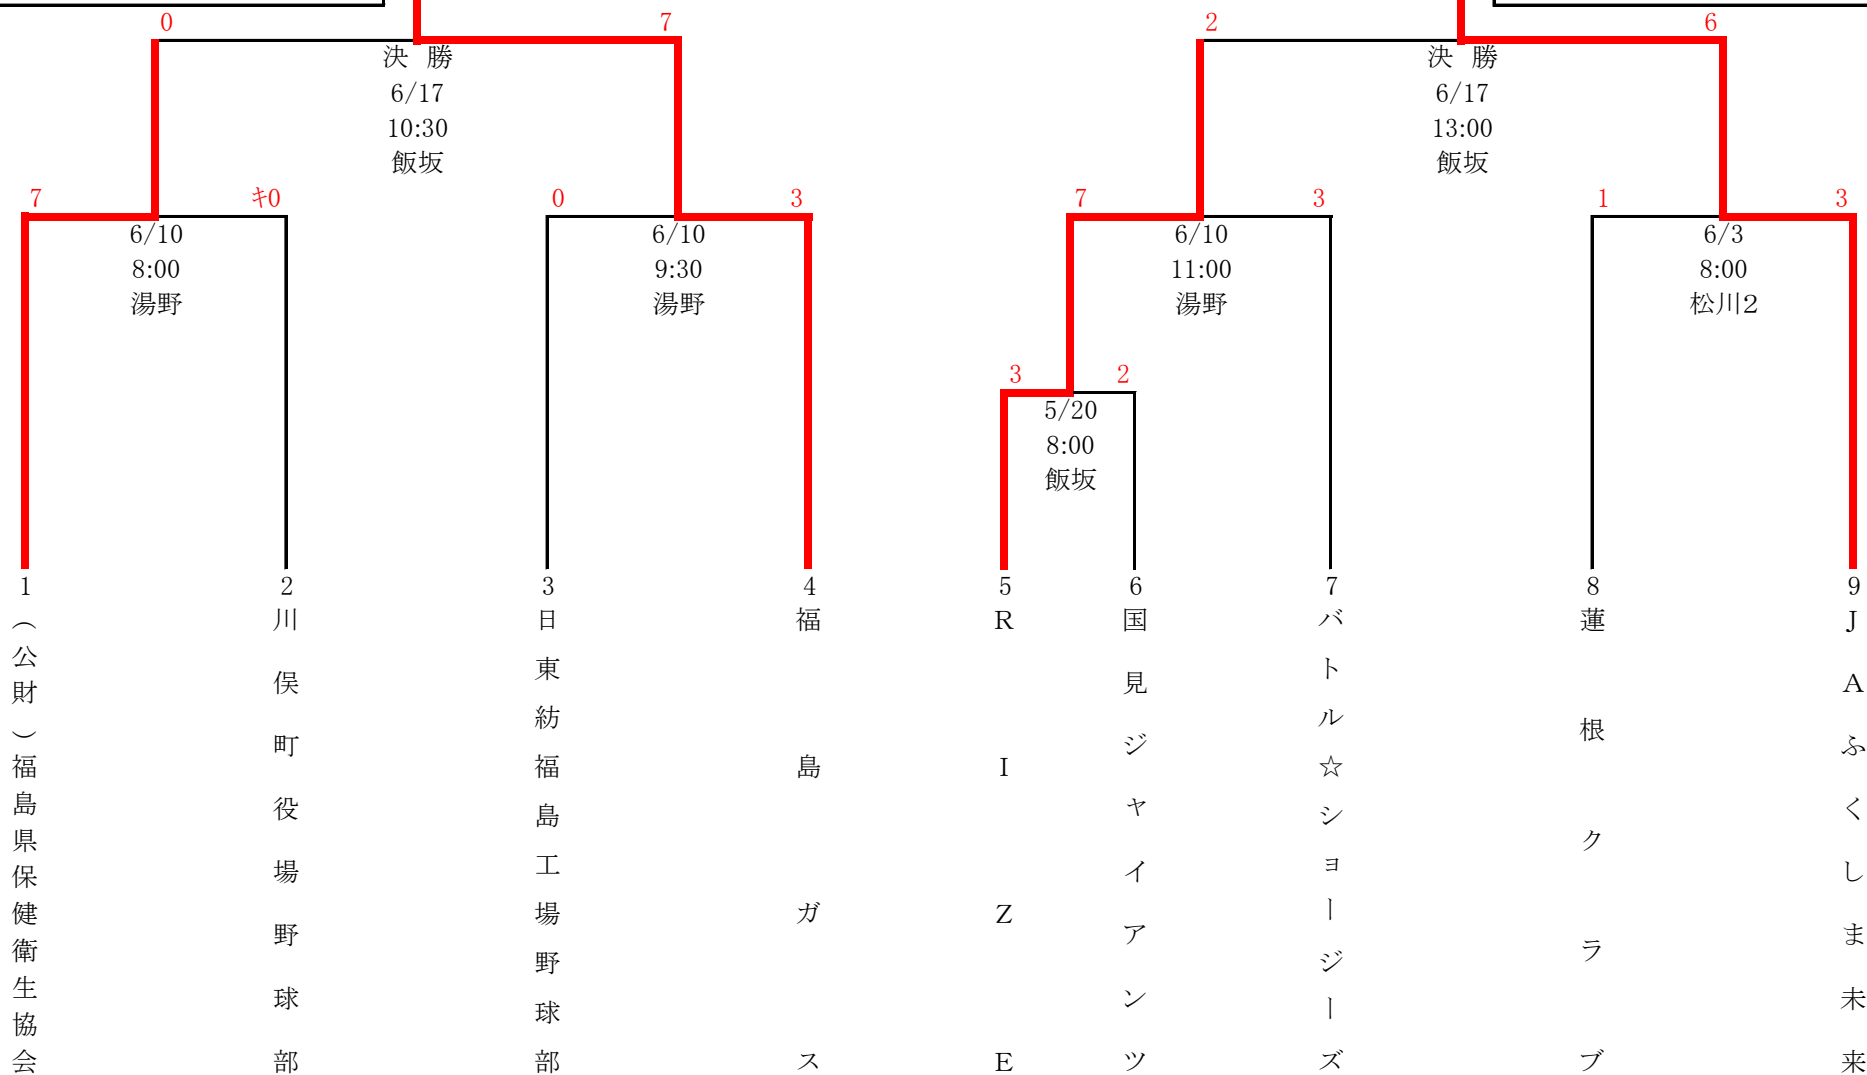 0 7 2 6
決 勝
6/17
10:30
飯坂
決 勝
6/17
13:00
飯坂
7 ｷ0 0 3 7 3 1 3
6/10
8:00
湯野
6/10
9:30
湯野
6/10
11:00
湯野
6/3
8:00
松川2
3 2
5/20
8:00
飯坂
1 2 3 4 5 6 7 8 9
（公財）福島県保健衛生協会
川俣町役場野球部
日東紡福島工場野球部
福島ガス
RIZE
国見ジャイアンツ
バトル☆ショージーズ
蓮根クラブ
JAふくしま未来